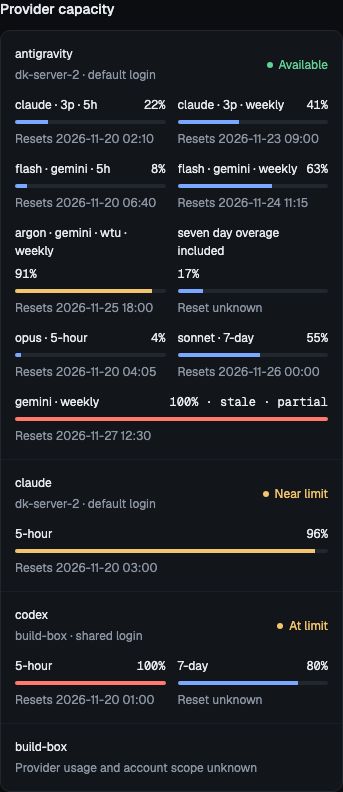 Provider capacity
antigravity
dk-server-2 · default login
Available
claude · 3p · 5h 22%
claude · 3p · weekly 41%
Resets 2026-11-20 02:10
Resets 2026-11-23 09:00
flash · gemini · 5h 8%
flash · gemini · weekly 63%
Resets 2026-11-20 06:40
Resets 2026-11-24 11:15
argon · gemini · wtu ·
weekly
91%
Resets 2026-11-25 18:00
seven day overage
included
17%
Reset unknown
opus · 5-hour 4%
sonnet · 7-day 55%
Resets 2026-11-20 04:05
Resets 2026-11-26 00:00
gemini · weekly 100% · stale · partial
Resets 2026-11-27 12:30
claude
dk-server-2 · default login
Near limit
5-hour 96%
Resets 2026-11-20 03:00
codex
build-box · shared login
At limit
5-hour 100%
7-day 80%
Resets 2026-11-20 01:00
Reset unknown
build-box
Provider usage and account scope unknown